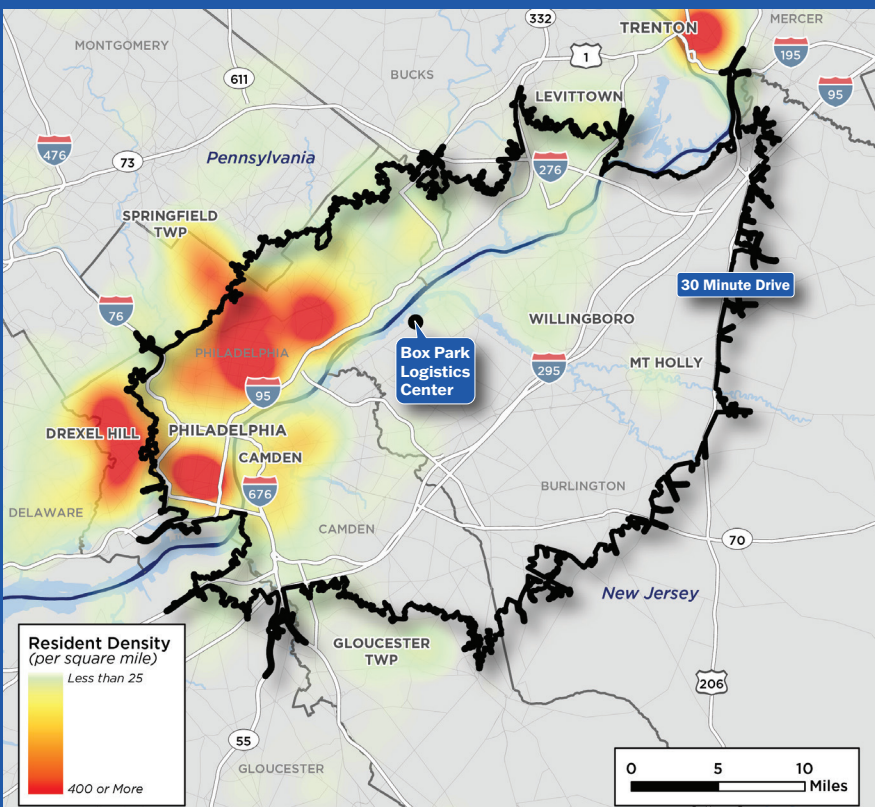 332
TRENTON
MERCER
MONTGOMERY
1
195
611
BUCKS
95
LEVITTOWN
476
73
Pennsylvania
276
SPRINGFIELD
TWP
30 Minute Drive
76
WILLINGBORO
PHILADELPHIA
Box Park
Logistics
Center
295
MT HOLLY
95
DREXEL HILL
PHILADELPHIA
CAMDEN
676
BURLINGTON
DELAWARE
CAMDEN
70
New Jersey
GLOUCESTER
TWP
206
55
GLOUCESTER
Resident Density
(per square mile)
Less than 25
400 or More
0 5 10
Miles